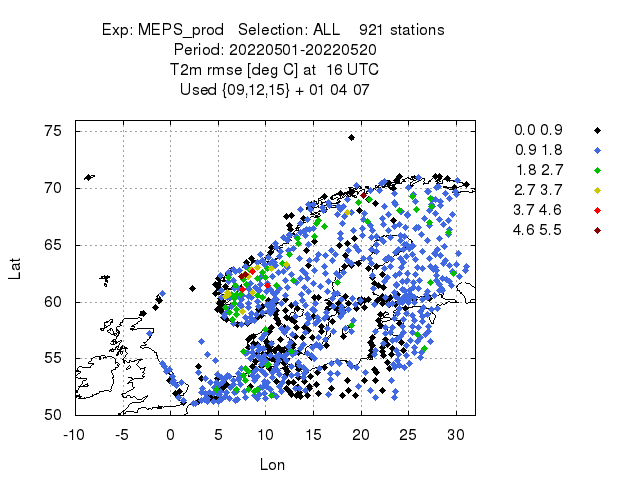 Exp: MEPS_prod   Selection: ALL    921 stations
Period: 20220501-20220520
T2m rmse [deg C] at  16 UTC
Used {09,12,15} + 01 04 07
0.0 0.9
0.9 1.8
1.8 2.7
2.7 3.7
3.7 4.6
4.6 5.5
Lat
75
70
65
60
55
50
-10 -5 0 5 10 15 20 25 30
Lon